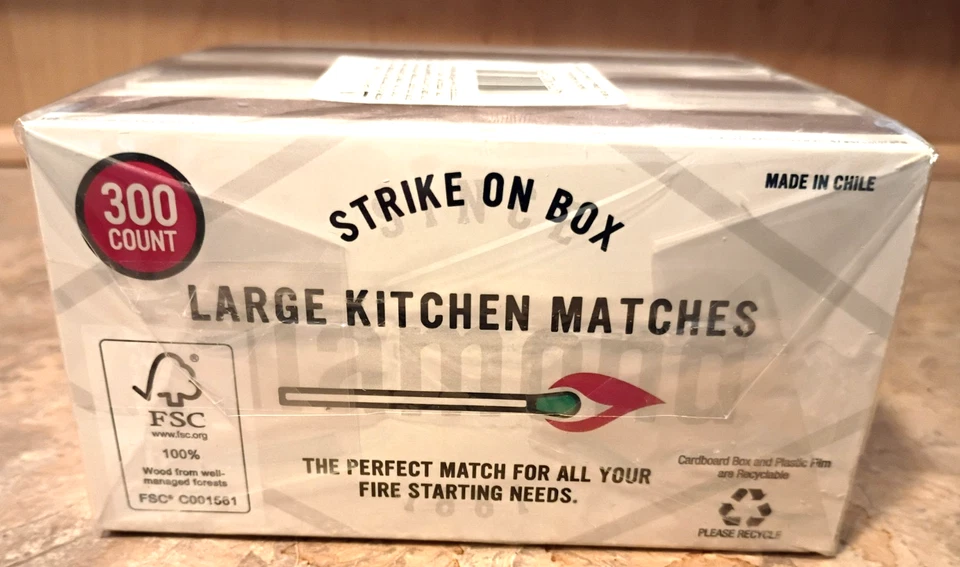 300
COUNT
STRIKE ON BOX
MADE IN CHILE
LARGE KITCHEN MATCHES
FSC®
www.fsc.org
100%
Wood from well-
managed forests
FSC® C001561
THE PERFECT MATCH FOR ALL YOUR
FIRE STARTING NEEDS.
Cardboard Box and Plastic Film
are Recyclable
PLEASE RECYCLE